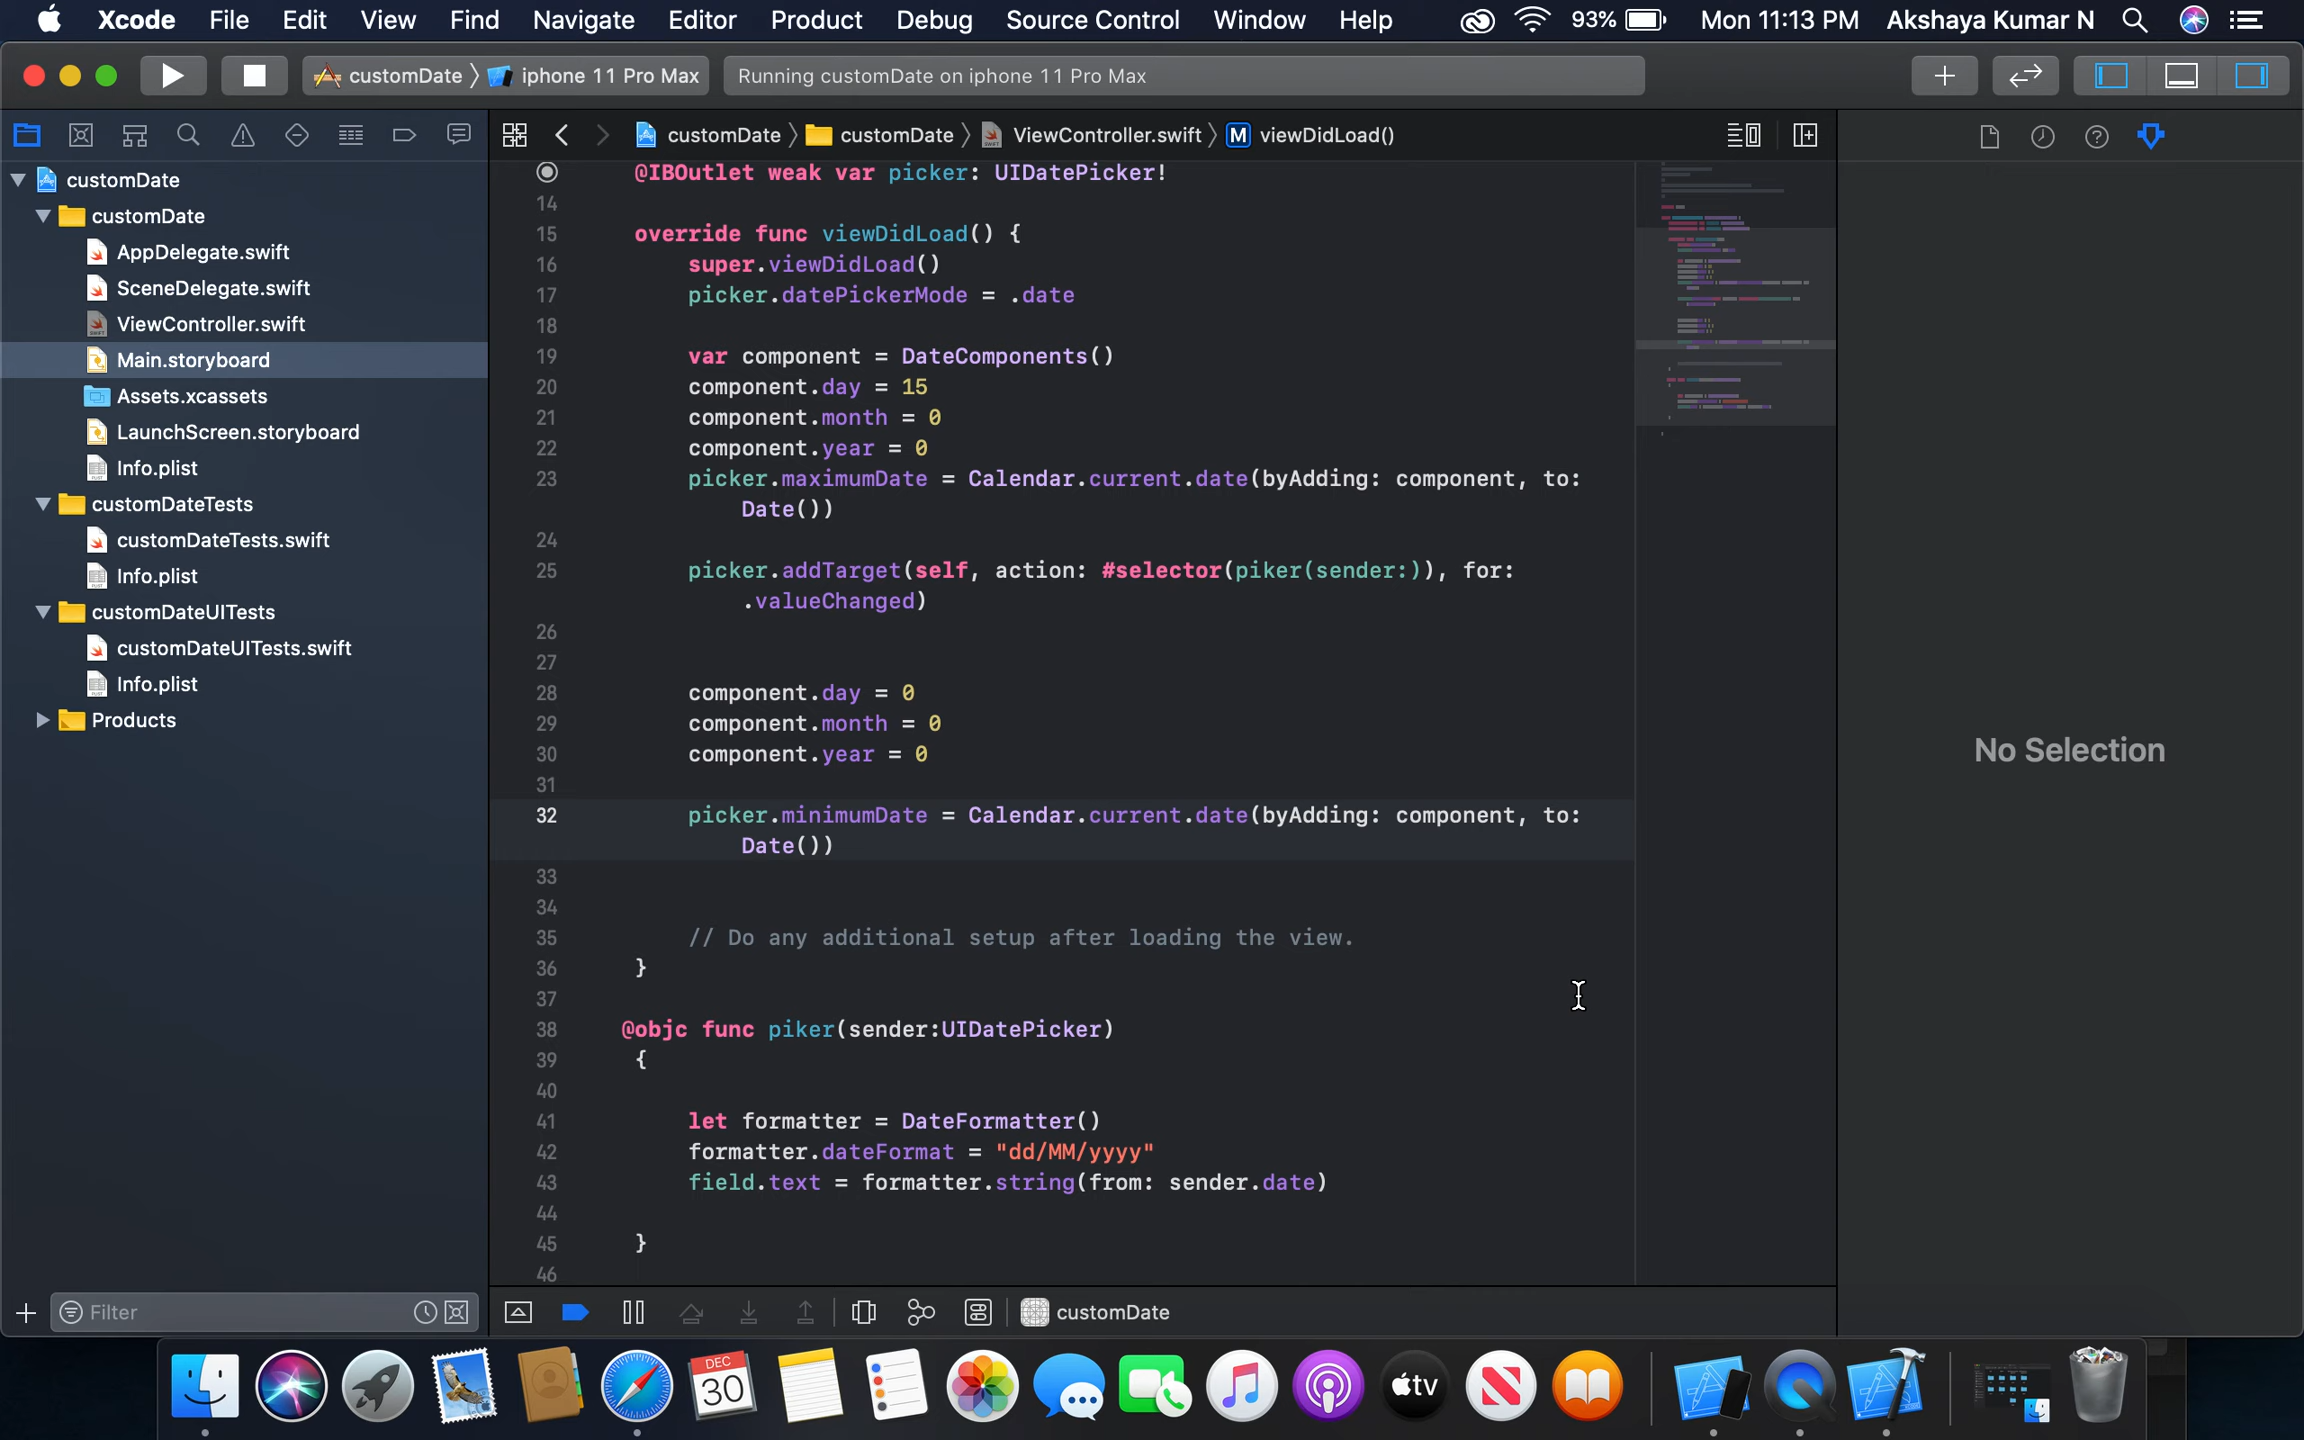 Xcode File Edit View Find Navigate Editor Product Debug Source Control Window Help 93% Mon 11:13 PM Akshaya Kumar N
customDate iphone 11 Pro Max Running customDate on iphone 11 Pro Max
customDate customDate ViewController.swift M viewDidLoad()
customDate
customDate
AppDelegate.swift
SceneDelegate.swift
ViewController.swift
Main.storyboard
Assets.xcassets
LaunchScreen.storyboard
Info.plist
customDateTests
customDateTests.swift
Info.plist
customDateUITests
customDateUITests.swift
Info.plist
Products
Filter
@IBOutlet weak var picker: UIDatePicker!
14
15 override func viewDidLoad() {
16 super.viewDidLoad()
17 picker.datePickerMode = .date
18
19 var component = DateComponents()
20 component.day = 15
21 component.month = 0
22 component.year = 0
23 picker.maximumDate = Calendar.current.date(byAdding: component, to:
Date())
24
25 picker.addTarget(self, action: #selector(piker(sender:)), for:
.valueChanged)
26
27
28 component.day = 0
29 component.month = 0
30 component.year = 0
31
32 picker.minimumDate = Calendar.current.date(byAdding: component, to:
Date())
33
34
35 // Do any additional setup after loading the view.
36 }
37
38 @objc func piker(sender:UIDatePicker)
39 {
40
41 let formatter = DateFormatter()
42 formatter.dateFormat = "dd/MM/yyyy"
43 field.text = formatter.string(from: sender.date)
44
45 }
46
No Selection
customDate
DEC
30
tv